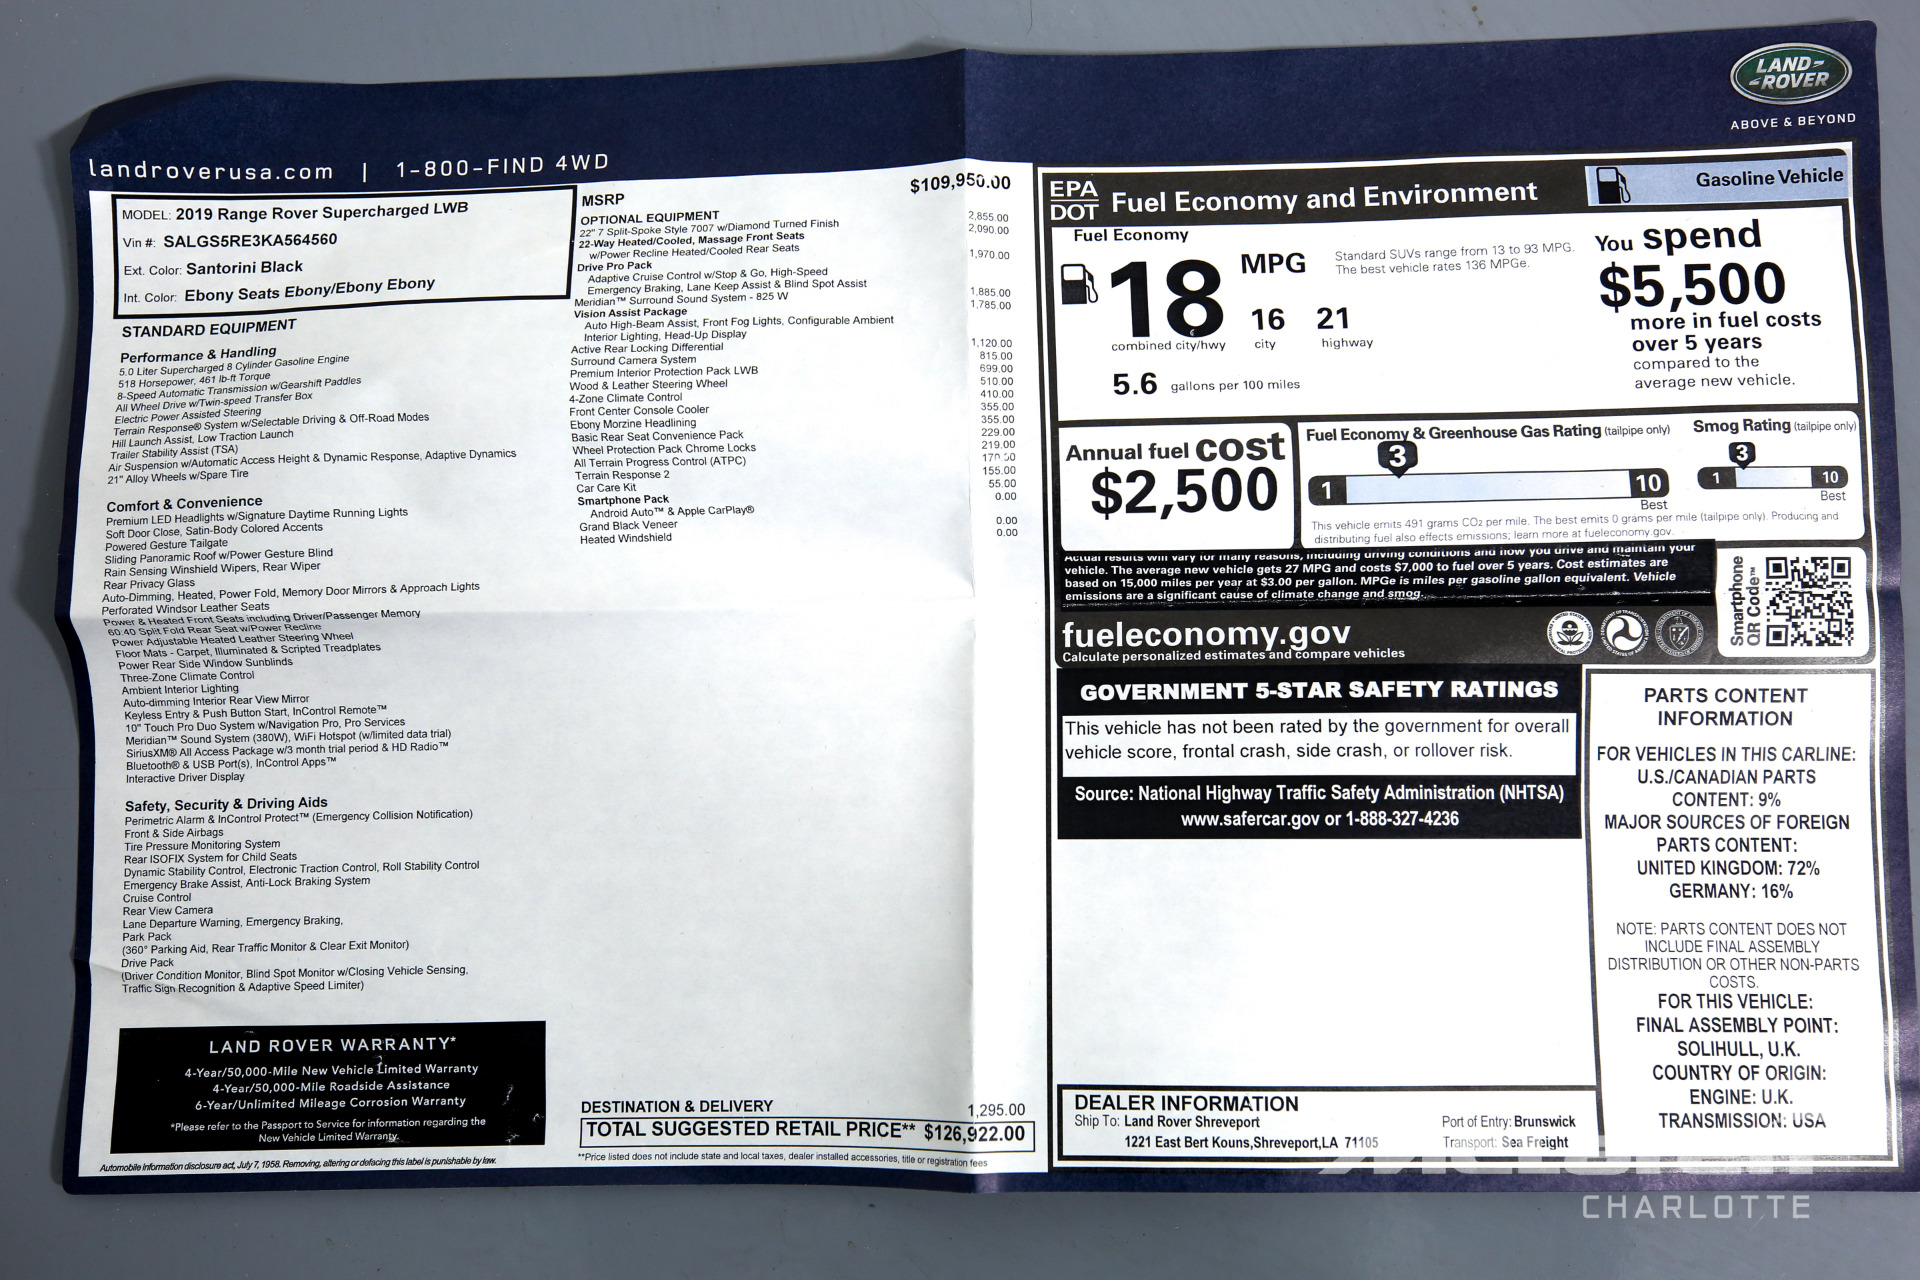 LAND-
-ROVER
ABOVE & BEYOND
landroverusa.com | 1-800-FIND 4WD
MODEL: 2019 Range Rover Supercharged LWB
Vin #: SALGS5RE3KA564560
Ext. Color: Santorini Black
Int. Color: Ebony Seats Ebony/Ebony Ebony
STANDARD EQUIPMENT
Performance & Handling
5.0 Liter Supercharged 8 Cylinder Gasoline Engine
518 Horsepower, 461 lb-ft Torque
8-Speed Automatic Transmission w/Gearshift Paddles
All Wheel Drive w/Twin-speed Transfer Box
Electric Power Assisted Steering
Terrain Response® System w/Selectable Driving & Off-Road Modes
Hill Launch Assist, Low Traction Launch
Trailer Stability Assist (TSA)
Air Suspension w/Automatic Access Height & Dynamic Response, Adaptive Dynamics
21" Alloy Wheels w/Spare Tire
Comfort & Convenience
Premium LED Headlights w/Signature Daytime Running Lights
Soft Door Close, Satin-Body Colored Accents
Powered Gesture Tailgate
Sliding Panoramic Roof w/Power Gesture Blind
Rain Sensing Windshield Wipers, Rear Wiper
Rear Privacy Glass
Auto-Dimming, Heated, Power Fold, Memory Door Mirrors & Approach Lights
Perforated Windsor Leather Seats
Power & Heated Front Seats including Driver/Passenger Memory
60:40 Split Fold Rear Seat w/Power Recline
Power Adjustable Heated Leather Steering Wheel
Floor Mats - Carpet, Illuminated & Scripted Treadplates
Power Rear Side Window Sunblinds
Three-Zone Climate Control
Ambient Interior Lighting
Auto-dimming Interior Rear View Mirror
Keyless Entry & Push Button Start, InControl Remote™
10" Touch Pro Duo System w/Navigation Pro, Pro Services
Meridian™ Sound System (380W), WiFi Hotspot (w/limited data trial)
SiriusXM® All Access Package w/3 month trial period & HD Radio™
Bluetooth® & USB Port(s), InControl Apps™
Interactive Driver Display
Safety, Security & Driving Aids
Perimetric Alarm & InControl Protect™ (Emergency Collision Notification)
Front & Side Airbags
Tire Pressure Monitoring System
Rear ISOFIX System for Child Seats
Dynamic Stability Control, Electronic Traction Control, Roll Stability Control
Emergency Brake Assist, Anti-Lock Braking System
Cruise Control
Rear View Camera
Lane Departure Warning, Emergency Braking,
Park Pack
(360° Parking Aid, Rear Traffic Monitor & Clear Exit Monitor)
Drive Pack
(Driver Condition Monitor, Blind Spot Monitor w/Closing Vehicle Sensing,
Traffic Sign Recognition & Adaptive Speed Limiter)
LAND ROVER WARRANTY*
4-Year/50,000-Mile New Vehicle Limited Warranty
4-Year/50,000-Mile Roadside Assistance
6-Year/Unlimited Mileage Corrosion Warranty
*Please refer to the Passport to Service for information regarding the
New Vehicle Limited Warranty.
Automobile information disclosure act, July 7, 1958. Removing, altering or defacing this label is punishable by law.
MSRP $109,950.00
OPTIONAL EQUIPMENT
22" 7 Split-Spoke Style 7007 w/Diamond Turned Finish 2,855.00
22-Way Heated/Cooled, Massage Front Seats 2,090.00
w/Power Recline Heated/Cooled Rear Seats
Drive Pro Pack 1,970.00
Adaptive Cruise Control w/Stop & Go, High-Speed
Emergency Braking, Lane Keep Assist & Blind Spot Assist
Meridian™ Surround Sound System - 825 W 1,885.00
Vision Assist Package 1,785.00
Auto High-Beam Assist, Front Fog Lights, Configurable Ambient
Interior Lighting, Head-Up Display
Active Rear Locking Differential 1,120.00
Surround Camera System 815.00
Premium Interior Protection Pack LWB 699.00
Wood & Leather Steering Wheel 510.00
4-Zone Climate Control 410.00
Front Center Console Cooler 355.00
Ebony Morzine Headlining 355.00
Basic Rear Seat Convenience Pack 229.00
Wheel Protection Pack Chrome Locks 219.00
All Terrain Progress Control (ATPC)
Terrain Response 2 155.00
Car Care Kit 55.00
Smartphone Pack 0.00
Android Auto™ & Apple CarPlay®
Grand Black Veneer 0.00
Heated Windshield 0.00
DESTINATION & DELIVERY 1,295.00
TOTAL SUGGESTED RETAIL PRICE** $126,922.00
**Price listed does not include state and local taxes, dealer installed accessories, title or registration fees
EPA
DOT
Fuel Economy and Environment
Gasoline Vehicle
Fuel Economy
18 MPG
combined city/hwy
16
city
21
highway
5.6 gallons per 100 miles
Standard SUVs range from 13 to 93 MPG.
The best vehicle rates 136 MPGe.
You spend
$5,500
more in fuel costs
over 5 years
compared to the
average new vehicle.
Annual fuel cost
$2,500
Fuel Economy & Greenhouse Gas Rating (tailpipe only)
3
1 10
Best
Smog Rating (tailpipe only)
3
1 10
Best
This vehicle emits 491 grams CO2 per mile. The best emits 0 grams per mile (tailpipe only). Producing and
distributing fuel also effects emissions; learn more at fueleconomy.gov.
Actual results will vary for many reasons, including driving conditions and how you drive and maintain your
vehicle. The average new vehicle gets 27 MPG and costs $7,000 to fuel over 5 years. Cost estimates are
based on 15,000 miles per year at $3.00 per gallon. MPGe is miles per gasoline gallon equivalent. Vehicle
emissions are a significant cause of climate change and smog.
fueleconomy.gov
Calculate personalized estimates and compare vehicles
Smartphone
QR Code™
GOVERNMENT 5-STAR SAFETY RATINGS
This vehicle has not been rated by the government for overall
vehicle score, frontal crash, side crash, or rollover risk.
Source: National Highway Traffic Safety Administration (NHTSA)
www.safercar.gov or 1-888-327-4236
PARTS CONTENT
INFORMATION
FOR VEHICLES IN THIS CARLINE:
U.S./CANADIAN PARTS
CONTENT: 9%
MAJOR SOURCES OF FOREIGN
PARTS CONTENT:
UNITED KINGDOM: 72%
GERMANY: 16%
NOTE: PARTS CONTENT DOES NOT
INCLUDE FINAL ASSEMBLY
DISTRIBUTION OR OTHER NON-PARTS
COSTS.
FOR THIS VEHICLE:
FINAL ASSEMBLY POINT:
SOLIHULL, U.K.
COUNTRY OF ORIGIN:
ENGINE: U.K.
TRANSMISSION: USA
DEALER INFORMATION
Ship To: Land Rover Shreveport
1221 East Bert Kouns,Shreveport,LA 71105
Port of Entry: Brunswick
Transport: Sea Freight
CHARLOTTE